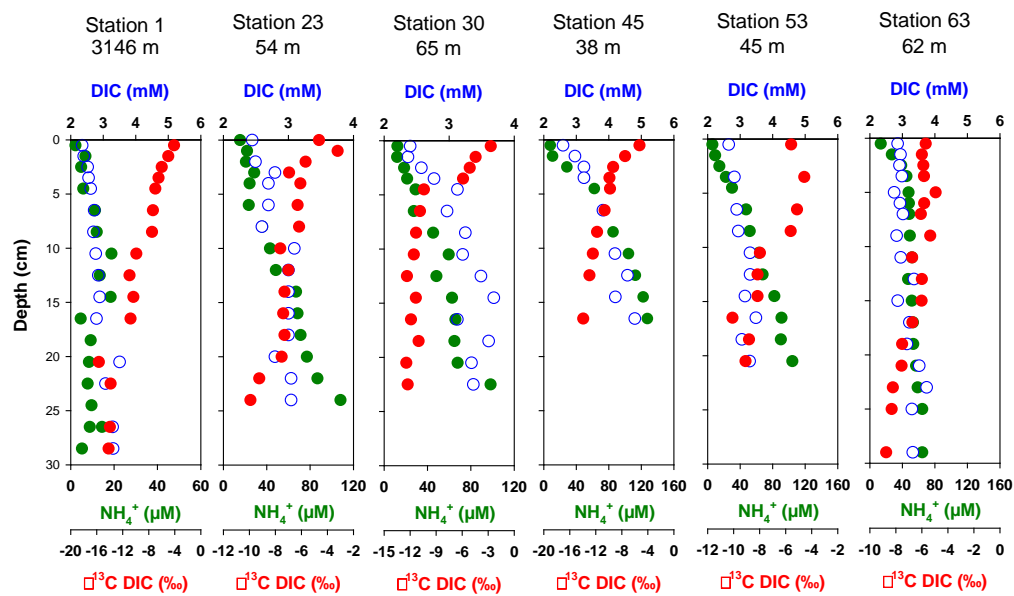 Station 1 Station 23 Station 30 Station 45 Station 53 Station 63
3146 m 54 m 65 m 38 m 45 m 62 m
DIC (mM) DIC (mM) DIC (mM) DIC (mM) DIC (mM) DIC (mM)
2 3 4 5 6 2 3 4 2 3 4 2 3 4 5 6 2 3 4 5 6 2 3 4 5 6
0
5
10
15
20
25
30
Depth (cm)
0 20 40 60 0 40 80 120 0 40 80 120 0 40 80 120 160 0 40 80 120 160 0 40 80 120 160
NH₄⁺ (µM) NH₄⁺ (µM) NH₄⁺ (µM) NH₄⁺ (µM) NH₄⁺ (µM) NH₄⁺ (µM)
-20 -16 -12 -8 -4 0 -20 -16 -12 -8 -4 0 -15 -12 -9 -6 -3 0 -20 -16 -12 -8 -4 0 -12 -10 -8 -6 -4 -2 -10 -8 -6 -4 -2 0
□¹³C DIC (‰) □¹³C DIC (‰) □¹³C DIC (‰) □¹³C DIC (‰) □¹³C DIC (‰) □¹³C DIC (‰)